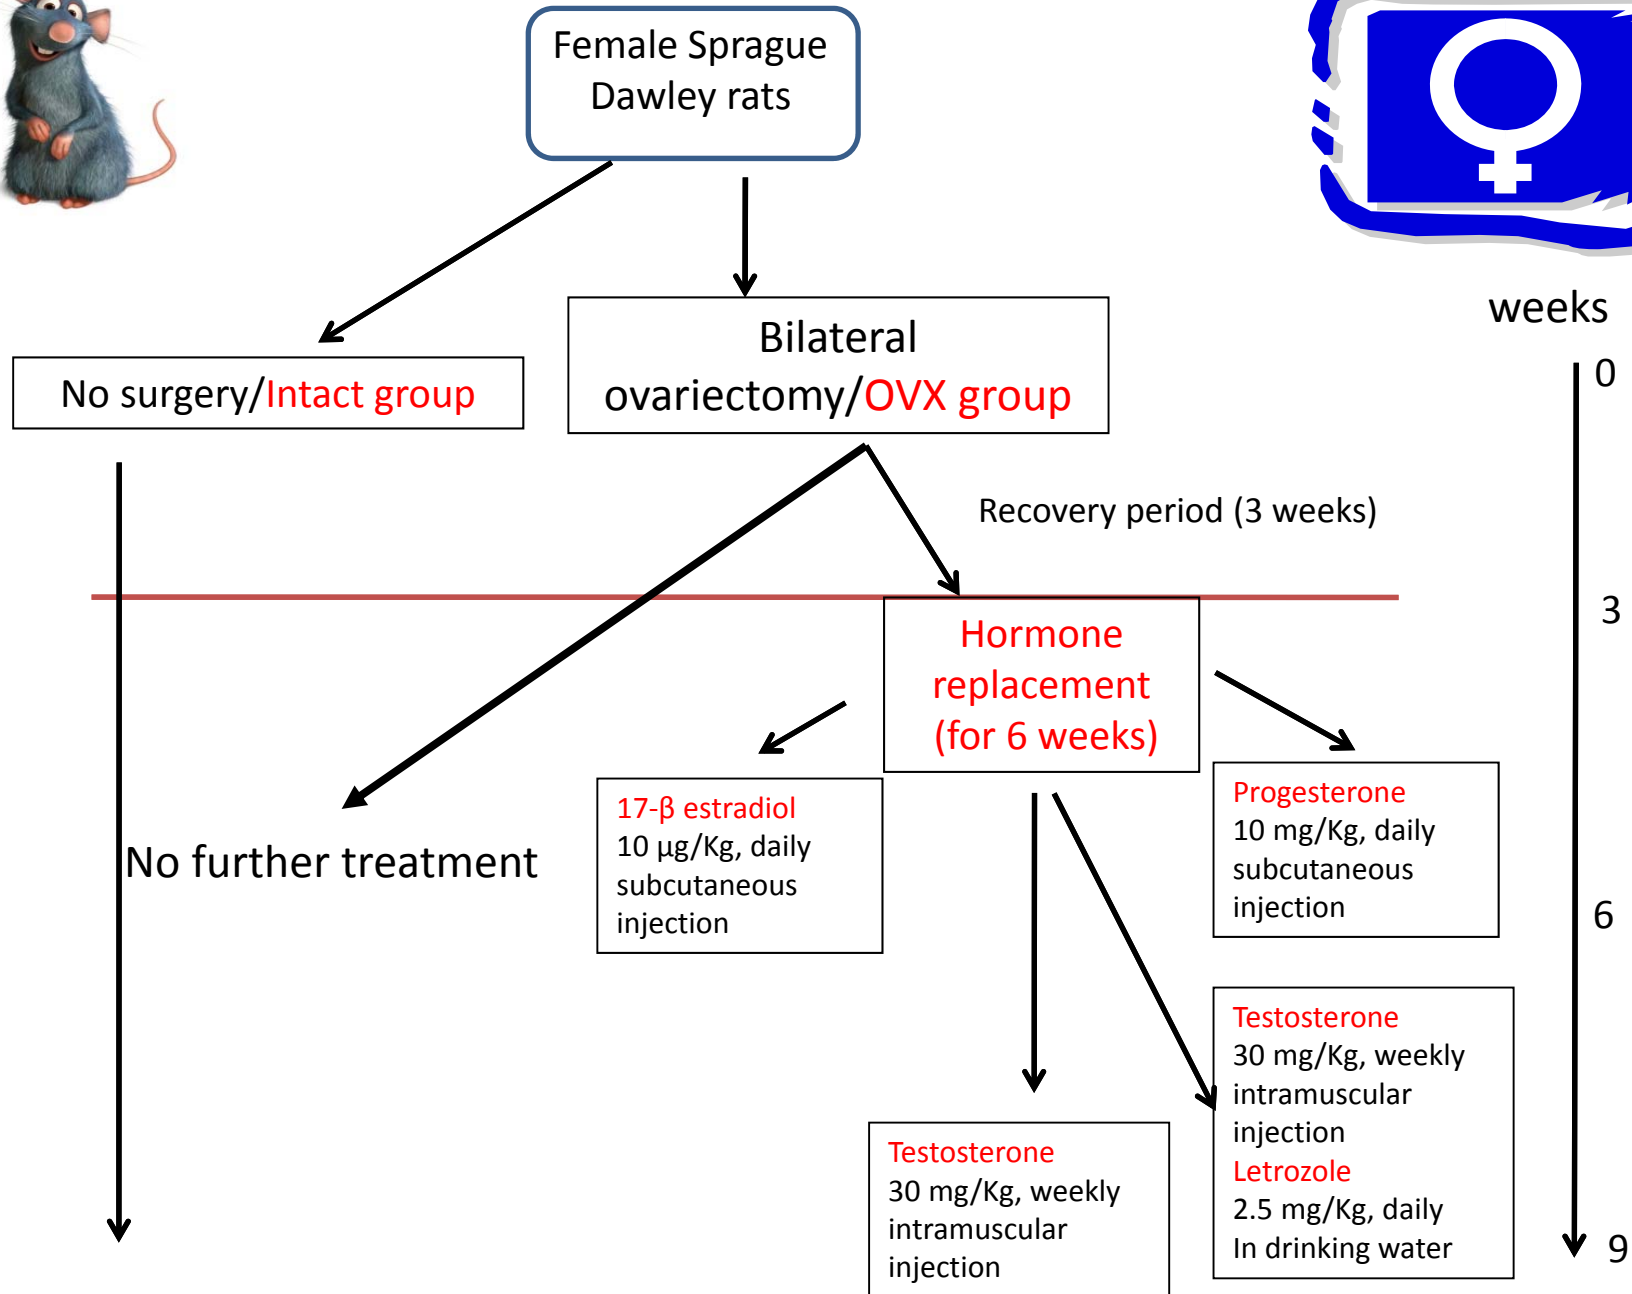 Female Sprague
Dawley rats
weeks
0
No surgery/Intact group
Bilateral
ovariectomy/OVX group
Recovery period (3 weeks)
3
Hormone
replacement
(for 6 weeks)
No further treatment
17-β estradiol
10 μg/Kg, daily
subcutaneous
injection
Progesterone
10 mg/Kg, daily
subcutaneous
injection
6
Testosterone
30 mg/Kg, weekly
intramuscular
injection
Testosterone
30 mg/Kg, weekly
intramuscular
injection
Letrozole
2.5 mg/Kg, daily
In drinking water
9